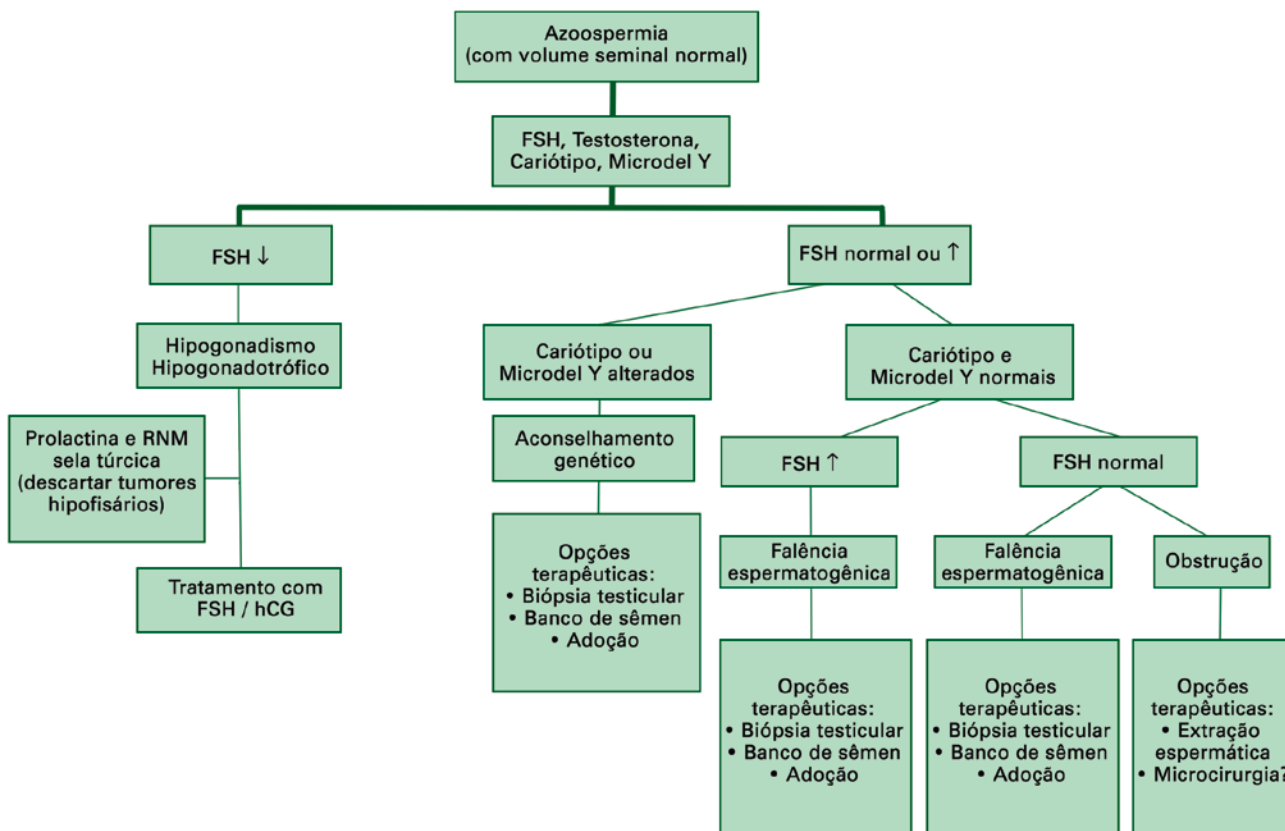 Azoospermia
(com volume seminal normal)
FSH, Testosterona,
Cariótipo, Microdel Y
FSH ↓
FSH normal ou ↑
Hipogonadismo
Hipogonadotrófico
Prolactina e RNM
sela túrcica
(descartar tumores
hipofisários)
Tratamento com
FSH / hCG
Cariótipo ou
Microdel Y alterados
Cariótipo e
Microdel Y normais
Aconselhamento
genético
Opções
terapêuticas:
• Biópsia testicular
• Banco de sêmen
• Adoção
FSH ↑
FSH normal
Falência
espermatogênica
Falência
espermatogênica
Obstrução
Opções
terapêuticas:
• Biópsia testicular
• Banco de sêmen
• Adoção
Opções
terapêuticas:
• Biópsia testicular
• Banco de sêmen
• Adoção
Opções
terapêuticas:
• Extração
espermática
• Microcirurgia?